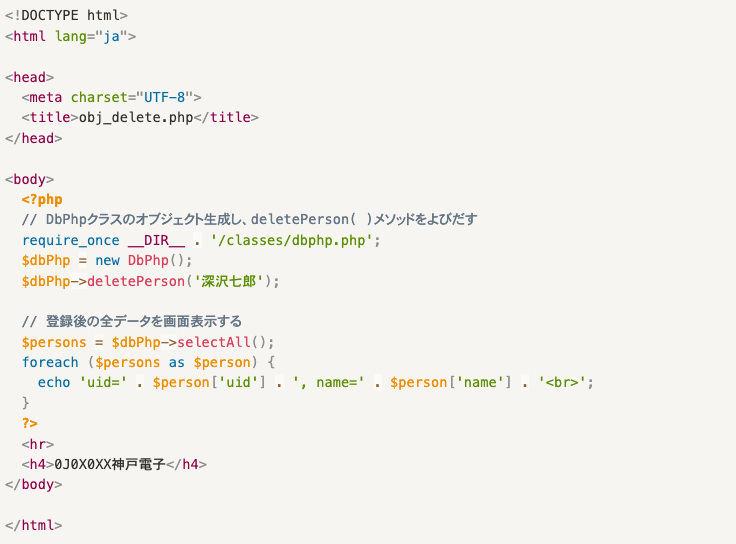 <!DOCTYPE html>
<html lang="ja">
<head>
<meta charset="UTF-8">
<title>obj_delete.php</title>
</head>
<body>
<?php
// DbPhpクラスのオブジェクト生成し、deletePerson( )メソッドをよびだす
require_once __DIR__ . '/classes/dbphp.php';
$dbPhp = new DbPhp();
$dbPhp->deletePerson('深沢七郎');
// 登録後の全データを画面表示する
$persons = $dbPhp->selectAll();
foreach ($persons as $person) {
echo 'uid=' . $person['uid'] . ', name=' . $person['name'] . '<br>';
}
?>
<hr>
<h4>0J0X0XX神戸電子</h4>
</body>
</html>